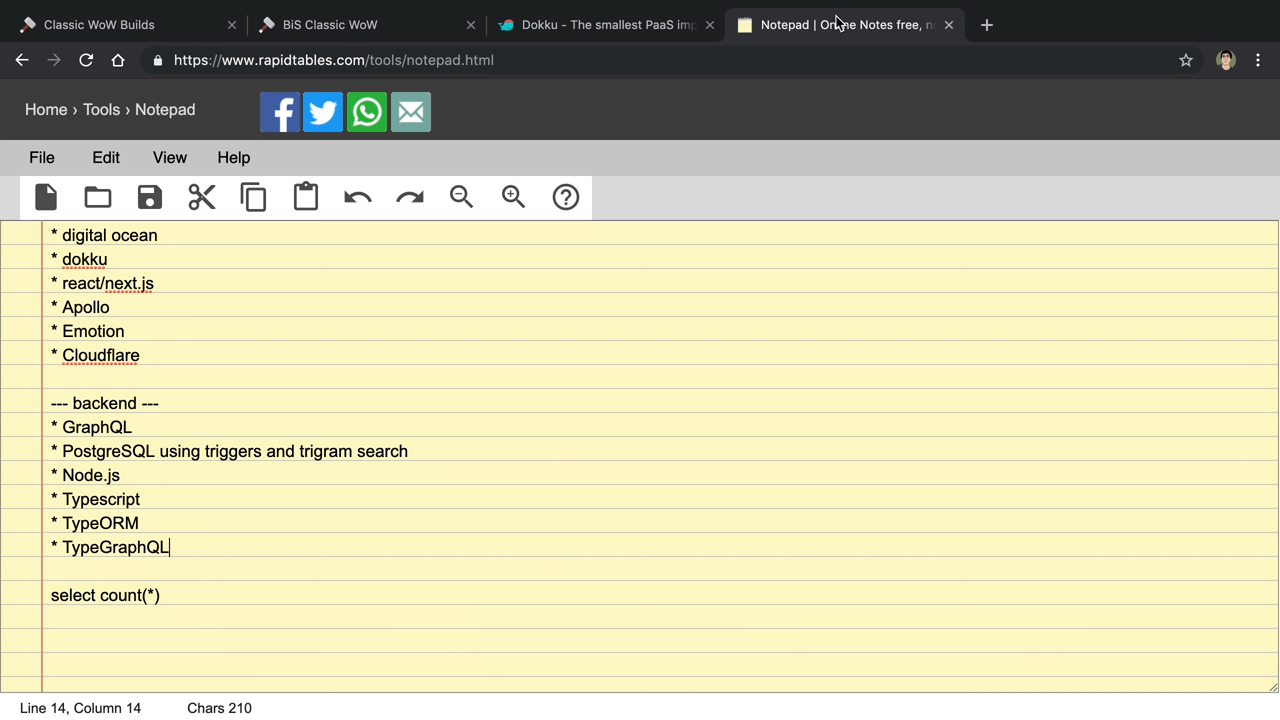 Classic WoW Builds
BiS Classic WoW
Dokku - The smallest PaaS imp
Notepad | Online Notes free, n
https://www.rapidtables.com/tools/notepad.html
Home › Tools › Notepad
File Edit View Help
* digital ocean
* dokku
* react/next.js
* Apollo
* Emotion
* Cloudflare
--- backend ---
* GraphQL
* PostgreSQL using triggers and trigram search
* Node.js
* Typescript
* TypeORM
* TypeGraphQL
select count(*)
Line 14, Column 14 Chars 210